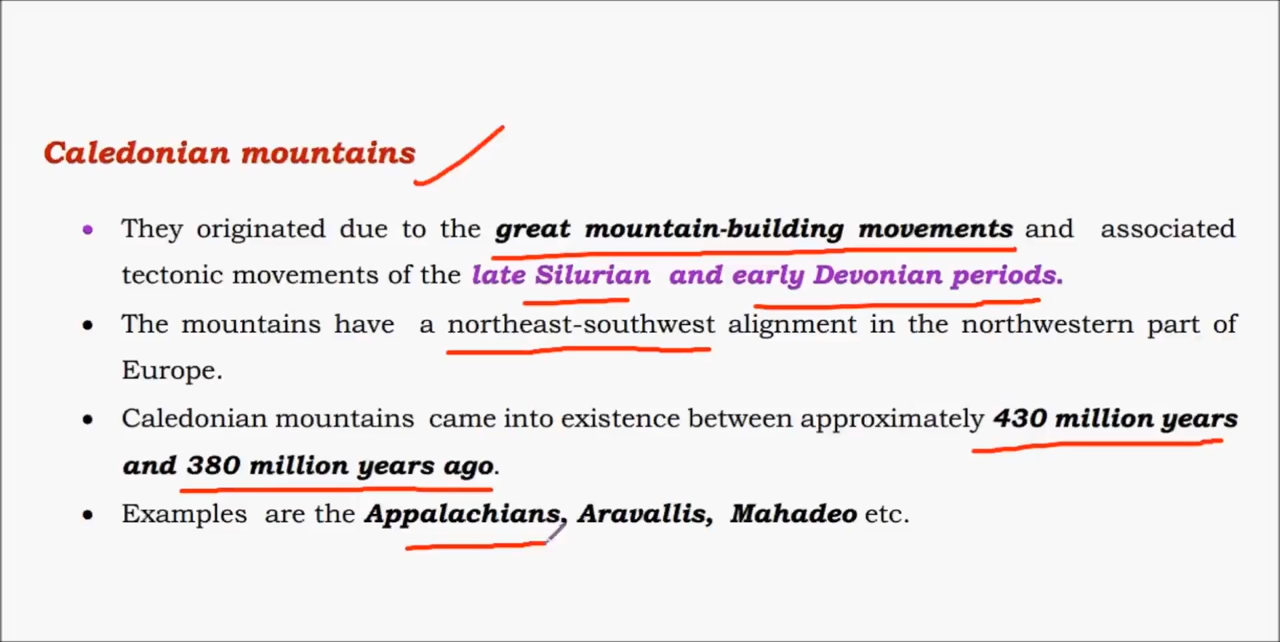 Caledonian mountains
• They originated due to the great mountain-building movements and associated
tectonic movements of the late Silurian and early Devonian periods.
• The mountains have a northeast-southwest alignment in the northwestern part of
Europe.
• Caledonian mountains came into existence between approximately 430 million years
and 380 million years ago.
• Examples are the Appalachians, Aravallis, Mahadeo etc.